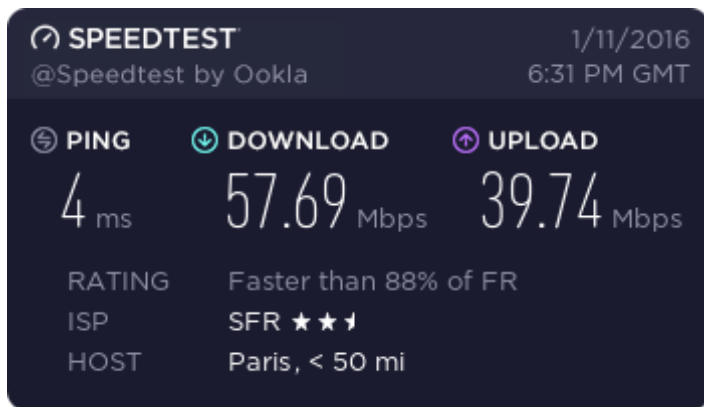 SPEEDTEST 1/11/2016
@Speedtest by Ookla 6:31 PM GMT
PING DOWNLOAD UPLOAD
4 ms 57.69 Mbps 39.74 Mbps
RATING Faster than 88% of FR
ISP SFR ★★⯨
HOST Paris, < 50 mi